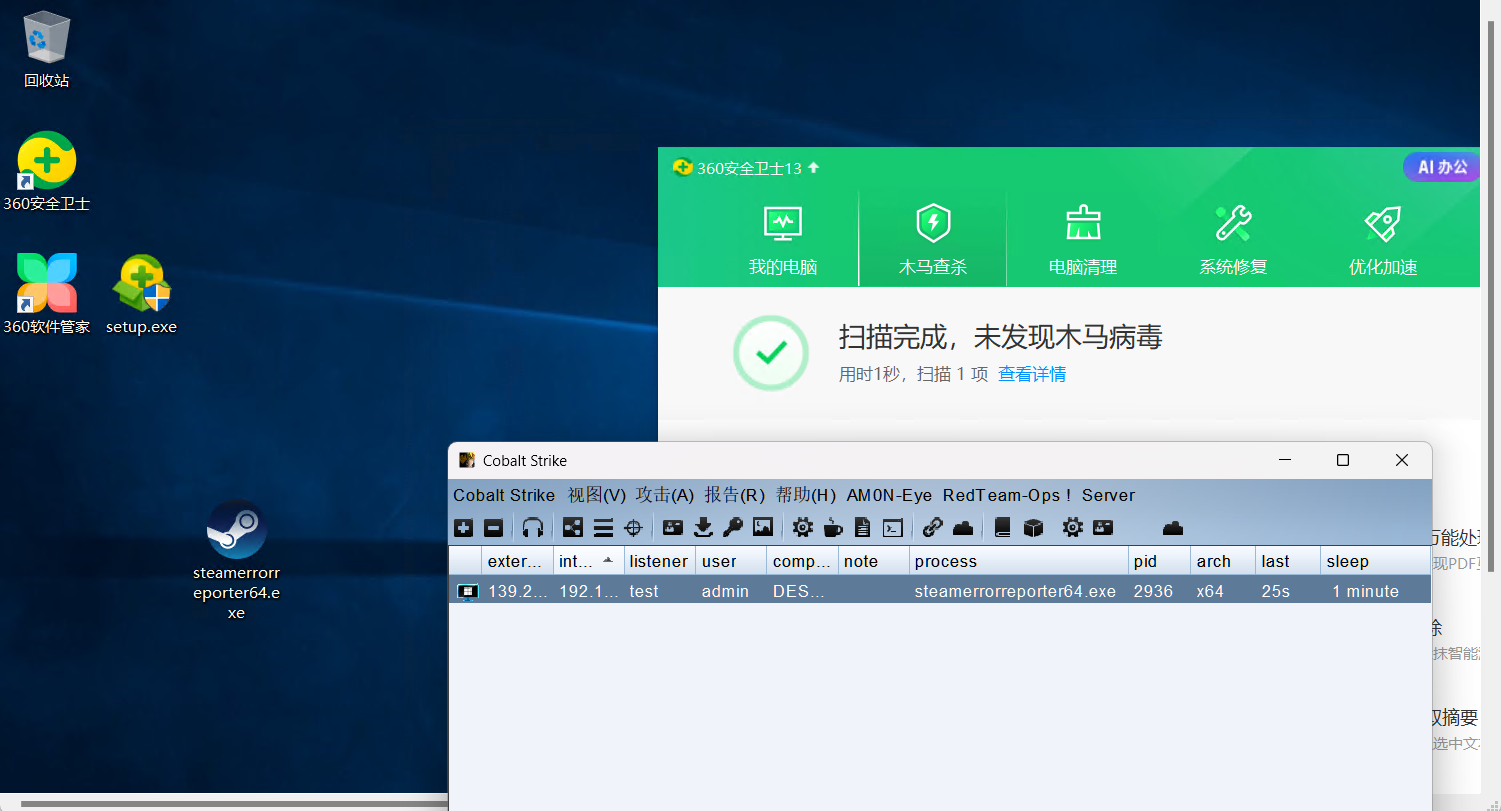 回收站
360安全卫士
360软件管家
setup.exe
steamerrorr
eporter64.e
xe
360安全卫士13
AI 办公
我的电脑
木马查杀
电脑清理
系统修复
优化加速
扫描完成，未发现木马病毒
用时1秒，扫描 1 项 查看详情
Cobalt Strike
Cobalt Strike 视图(V) 攻击(A) 报告(R) 帮助(H) AM0N-Eye RedTeam-Ops ! Server
exter... int... listener user comp... note process pid arch last sleep
139.2... 192.1... test admin DES... steamerrorreporter64.exe 2936 x64 25s 1 minute
万能处
现PDF
除
抹智能
取摘要
选中文